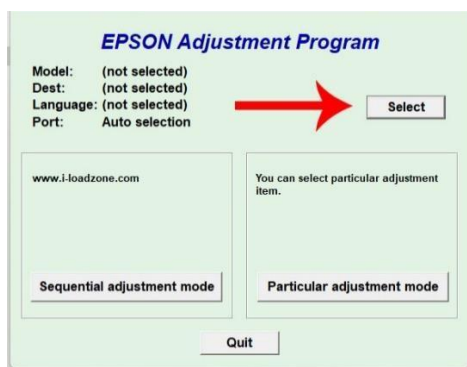 EPSON Adjustment Program
Model: (not selected)
Dest: (not selected)
Language: (not selected)
Port: Auto selection
Select
www.i-loadzone.com
You can select particular adjustment
item.
Sequential adjustment mode
Particular adjustment mode
Quit